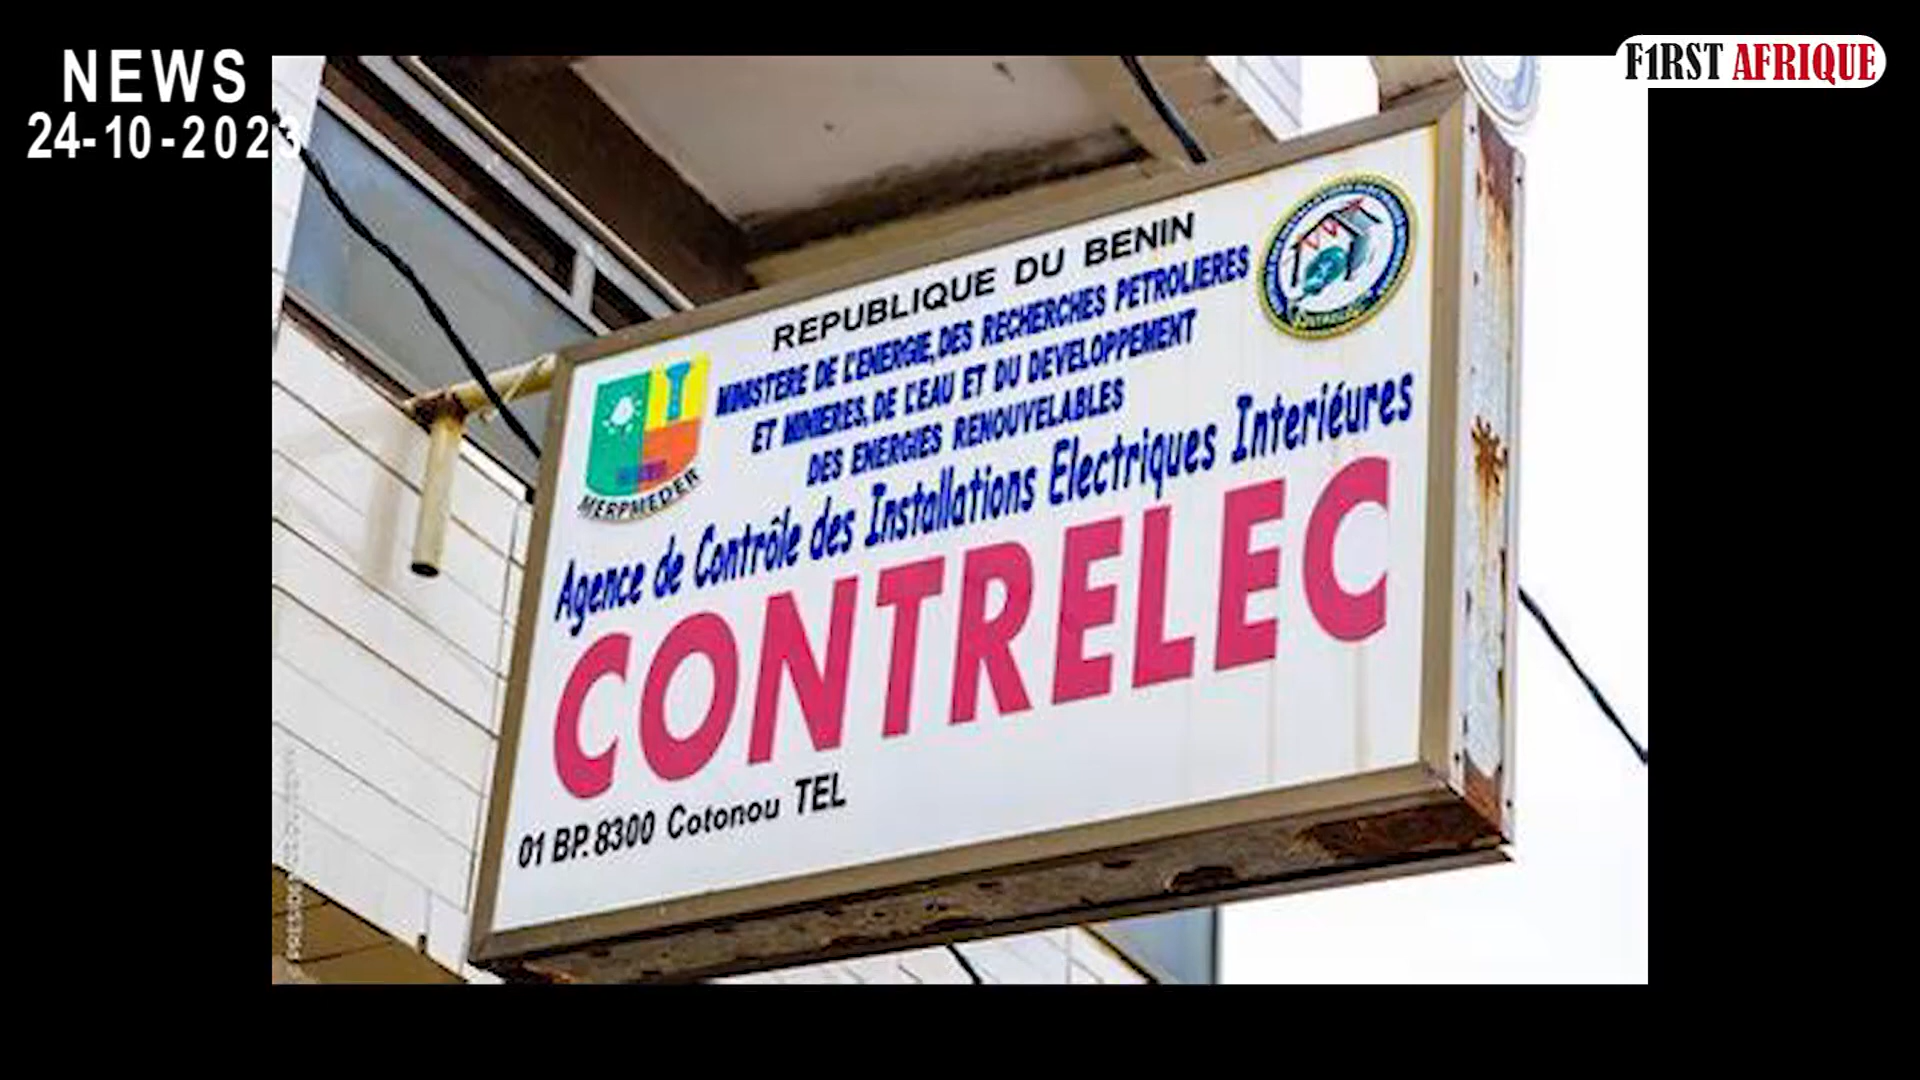 NEWS
24-10-2023
F1RST AFRIQUE
REPUBLIQUE DU BENIN
MINISTERE DE L'ENERGIE, DES RECHERCHES PETROLIERES
ET MINIERES, DE L'EAU ET DU DEVELOPPEMENT
DES ENERGIES RENOUVELABLES
MERPMEDER
Agence de Contrôle des Installations Electriques Interiéures
CONTRELEC
01 BP. 8300 Cotonou TEL